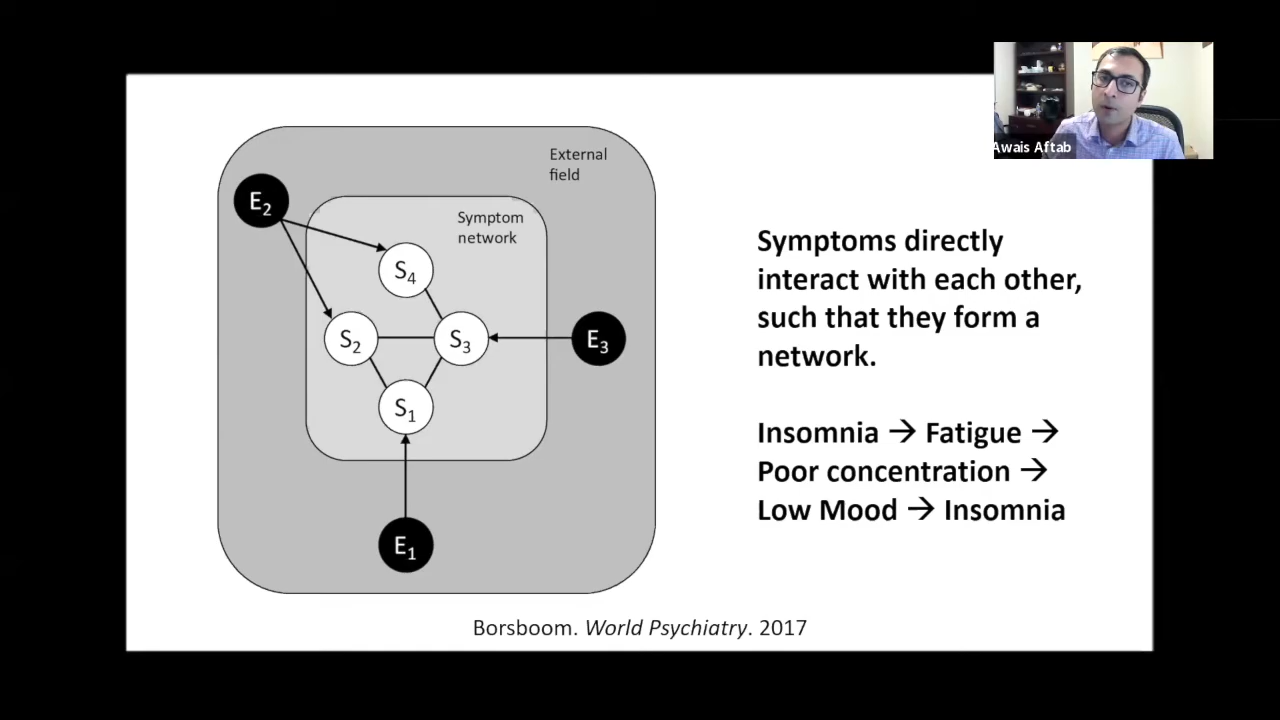 Awais Aftab
External
field
E2
Symptom
network
S4
S2
S3
E3
S1
E1
Symptoms directly
interact with each other,
such that they form a
network.
Insomnia → Fatigue →
Poor concentration →
Low Mood → Insomnia
Borsboom. World Psychiatry. 2017